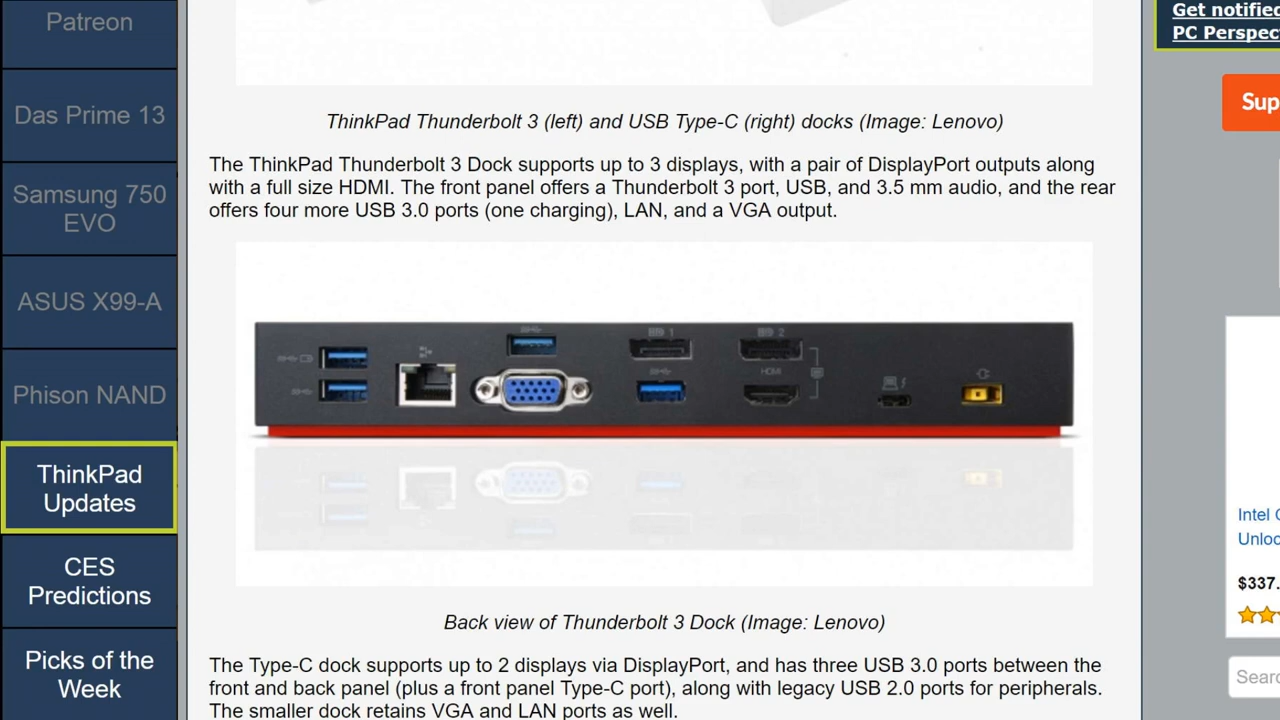 Patreon
Das Prime 13
Samsung 750
EVO
ASUS X99-A
Phison NAND
ThinkPad
Updates
CES
Predictions
Picks of the
Week
ThinkPad Thunderbolt 3 (left) and USB Type-C (right) docks (Image: Lenovo)
The ThinkPad Thunderbolt 3 Dock supports up to 3 displays, with a pair of DisplayPort outputs along
with a full size HDMI. The front panel offers a Thunderbolt 3 port, USB, and 3.5 mm audio, and the rear
offers four more USB 3.0 ports (one charging), LAN, and a VGA output.
1
2
HDMI
Back view of Thunderbolt 3 Dock (Image: Lenovo)
The Type-C dock supports up to 2 displays via DisplayPort, and has three USB 3.0 ports between the
front and back panel (plus a front panel Type-C port), along with legacy USB 2.0 ports for peripherals.
The smaller dock retains VGA and LAN ports as well.
Get notified
PC Perspec
Sup
Intel
Unloc
$337.
Searc